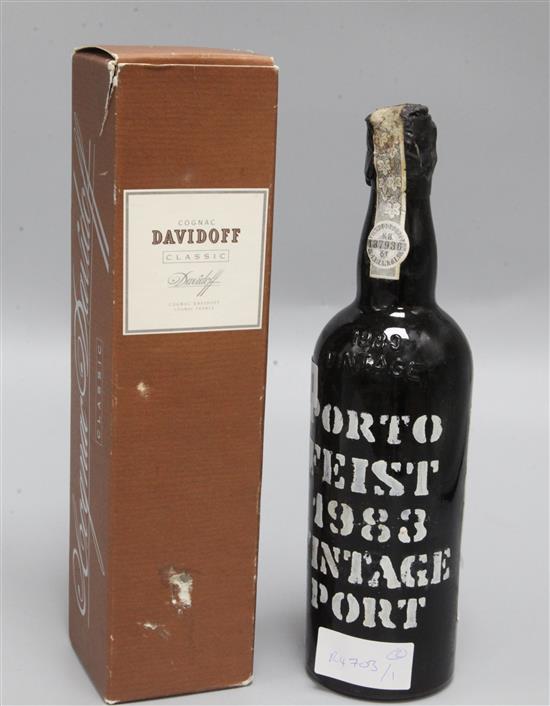 COGNAC
DAVIDOFF
CLASSIC
Davidoff
COGNAC DAVIDOFF
COGNAC FRANCE
Cognac Davidoff
CLASSIC
137936
1983
VINTAGE
PORTO
FEIST
1983
VINTAGE
PORT
R4703
/1